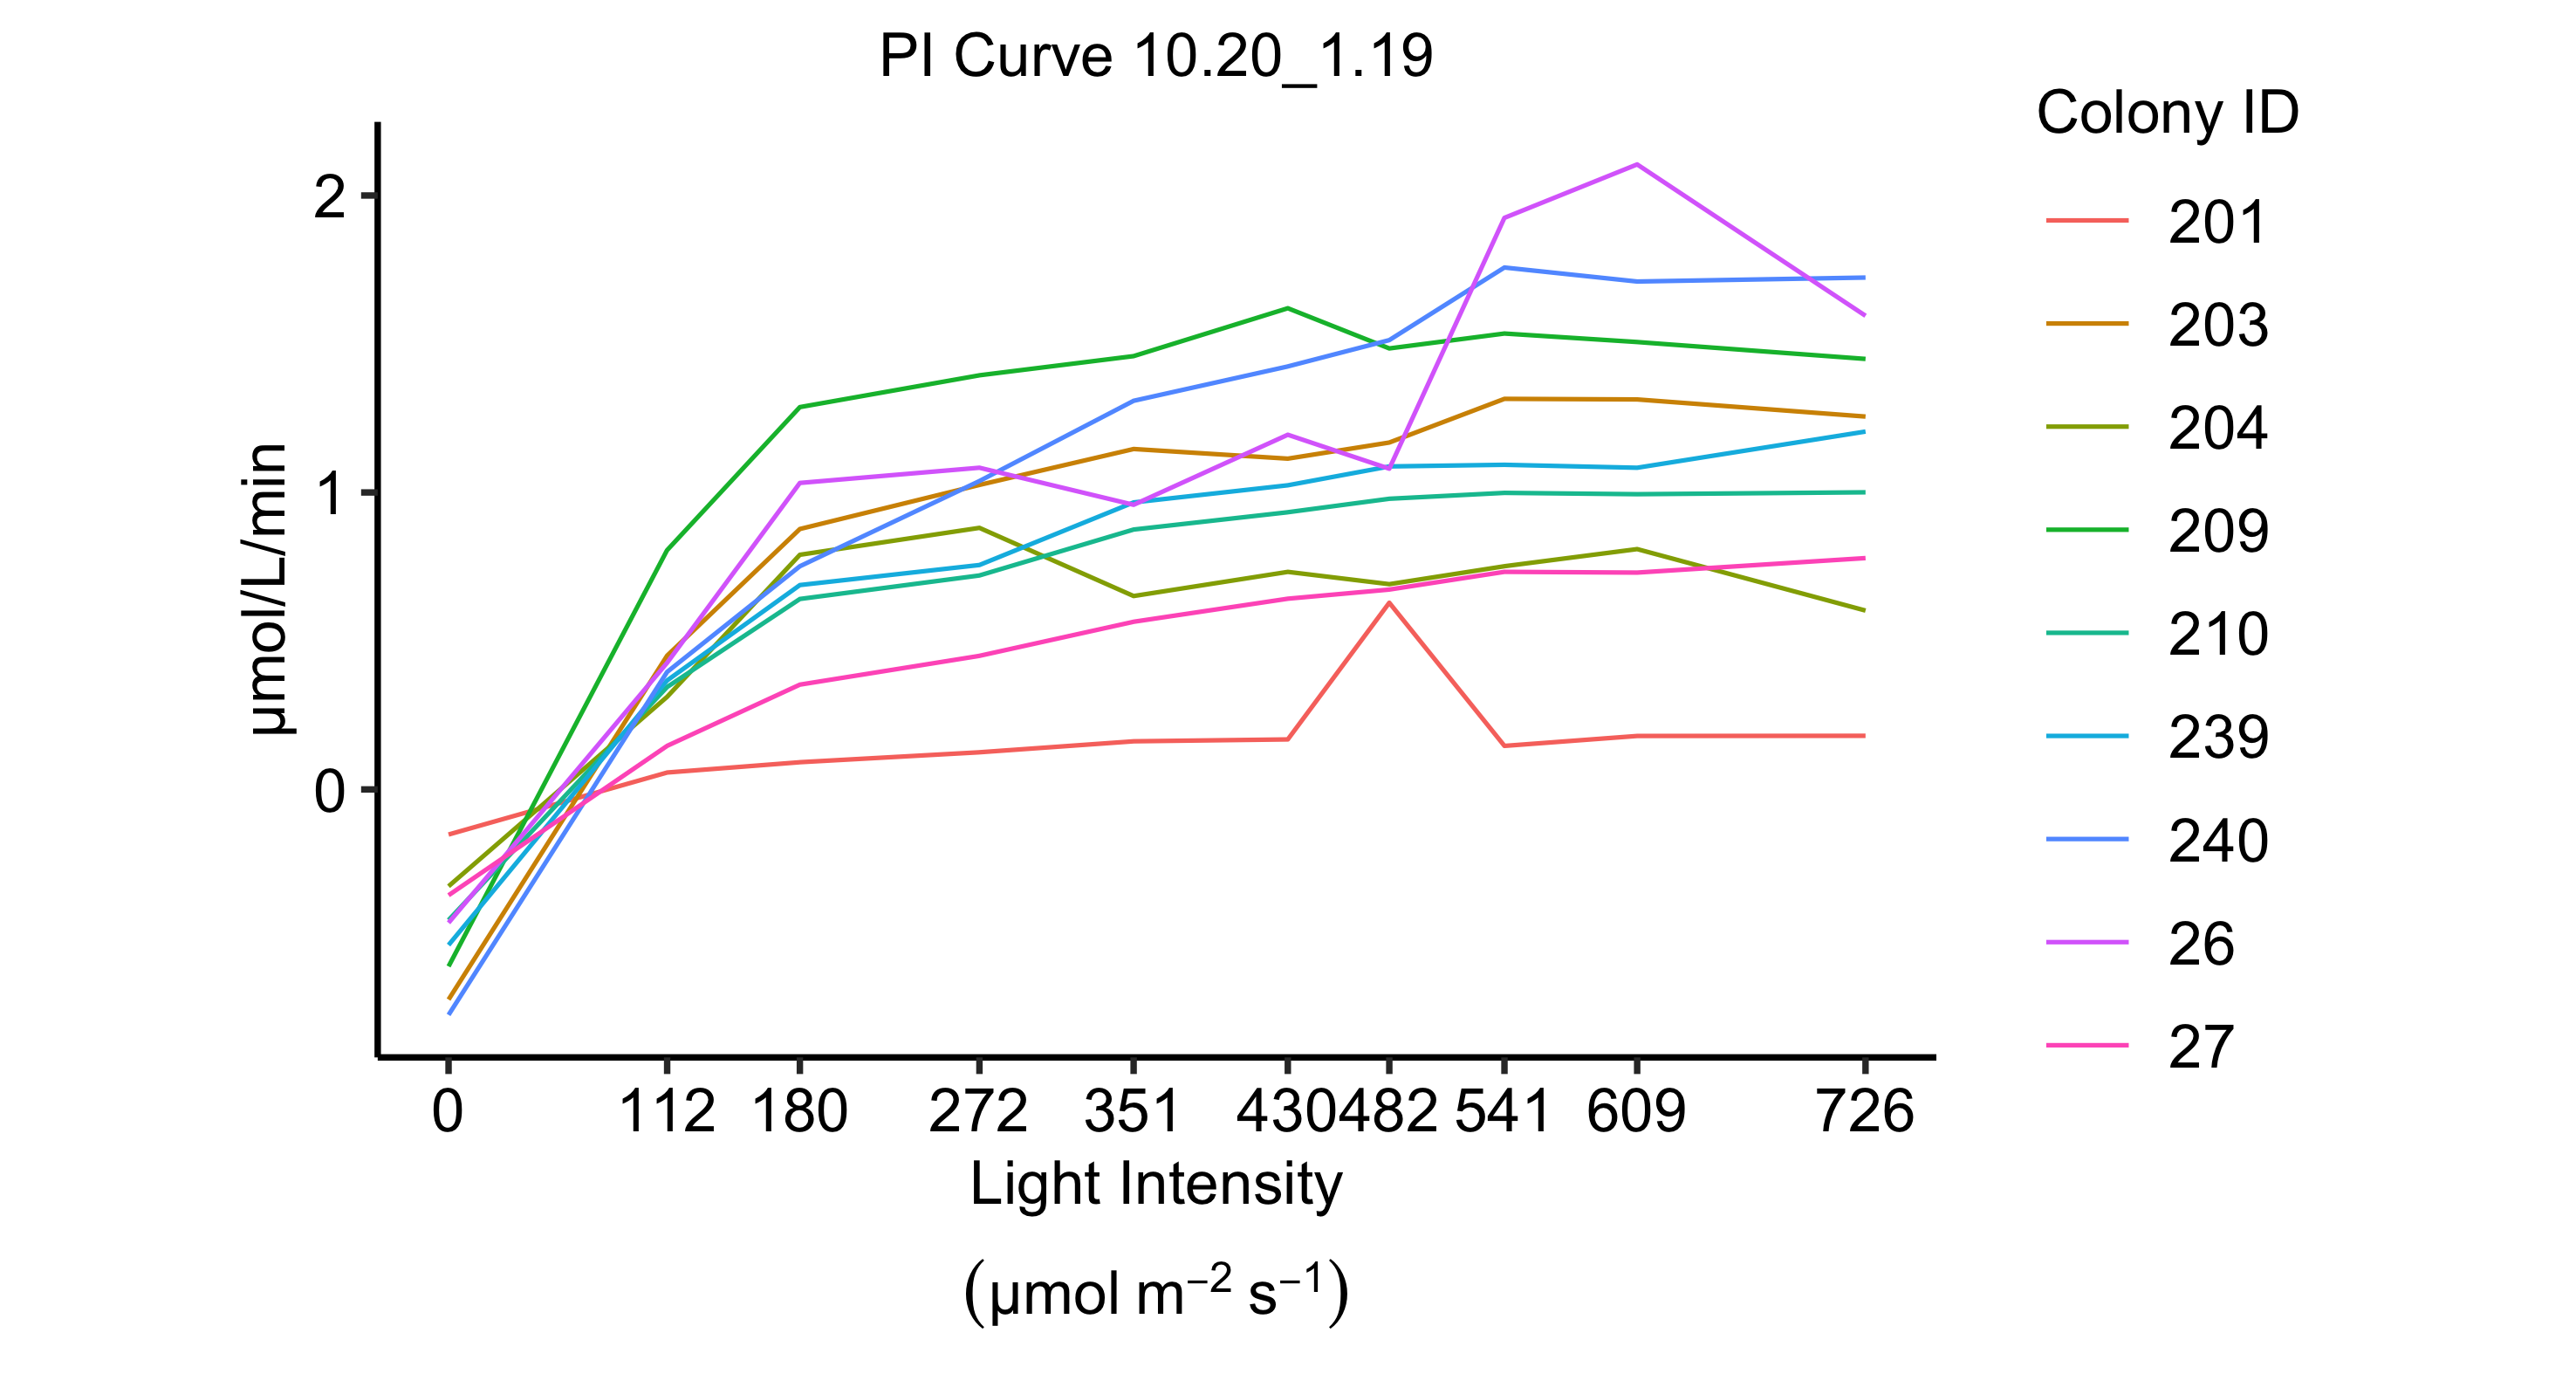 PI Curve 10.20_1.19
Colony ID
201
203
204
209
210
239
240
26
27
µmol/L/min
2
1
0
0 112 180 272 351 430 482 541 609 726
Light Intensity
(µmol m⁻² s⁻¹)